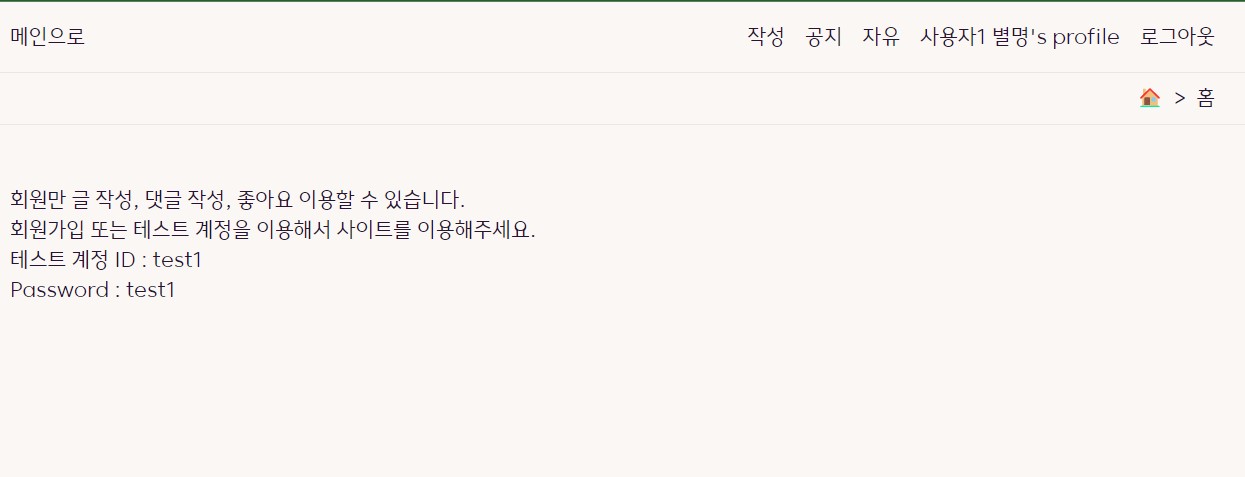 메인으로 작성 공지 자유 사용자1 별명's profile 로그아웃
> 홈
회원만 글 작성, 댓글 작성, 좋아요 이용할 수 있습니다.
회원가입 또는 테스트 계정을 이용해서 사이트를 이용해주세요.
테스트 계정 ID : test1
Password : test1